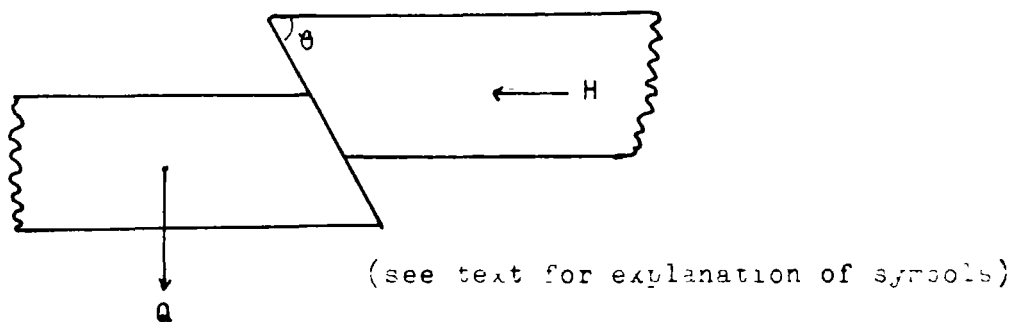 θ
H
(see text for explanation of symbols)
Q